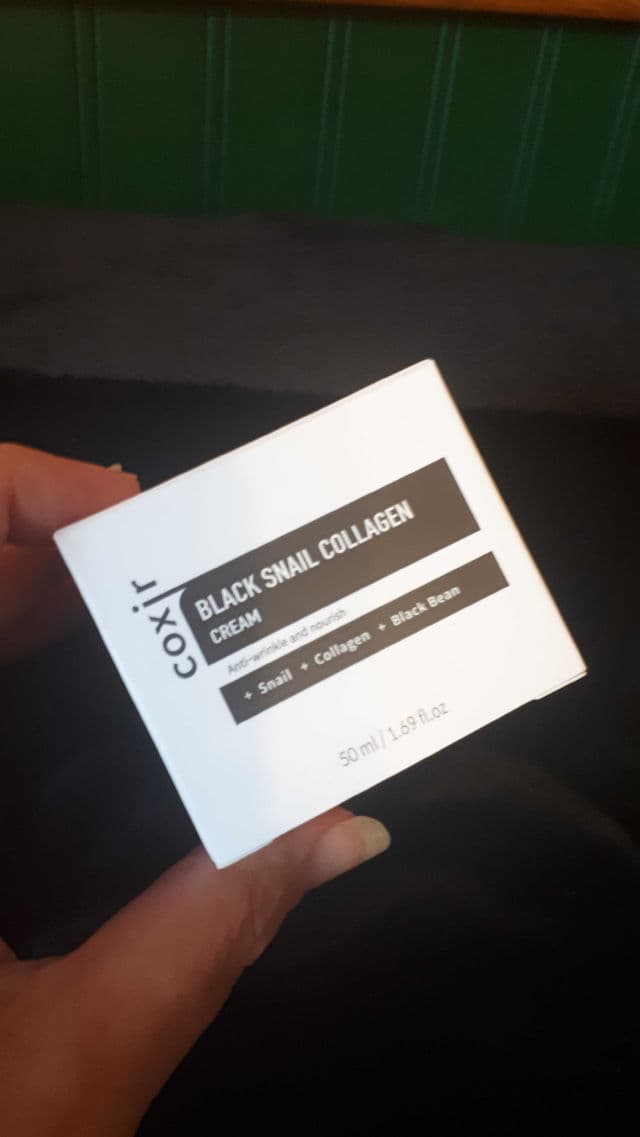 coxir
BLACK SNAIL COLLAGEN
CREAM
Anti-wrinkle and nourish
+ Snail + Collagen + Black Bean
50 ml / 1.69 fl.oz